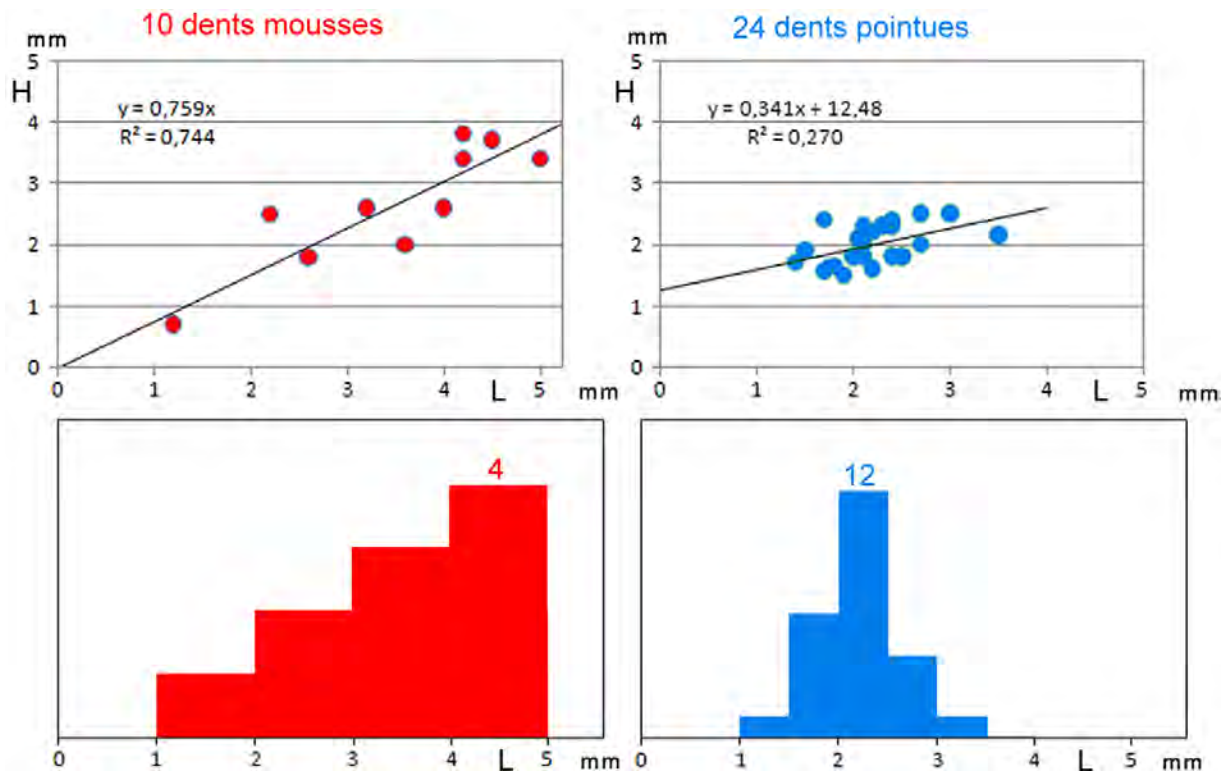 10 dents mousses
24 dents pointues
mm
5
H
4
3
2
1
0
y = 0,759x
R² = 0,744
0 1 2 3 4 L 5 mm
mm
5
H
4
3
2
1
0
y = 0,341x + 12,48
R² = 0,270
0 1 2 3 4 L 5 mm
4
0 1 2 3 4 L 5 mm
12
0 1 2 3 4 L 5 mm